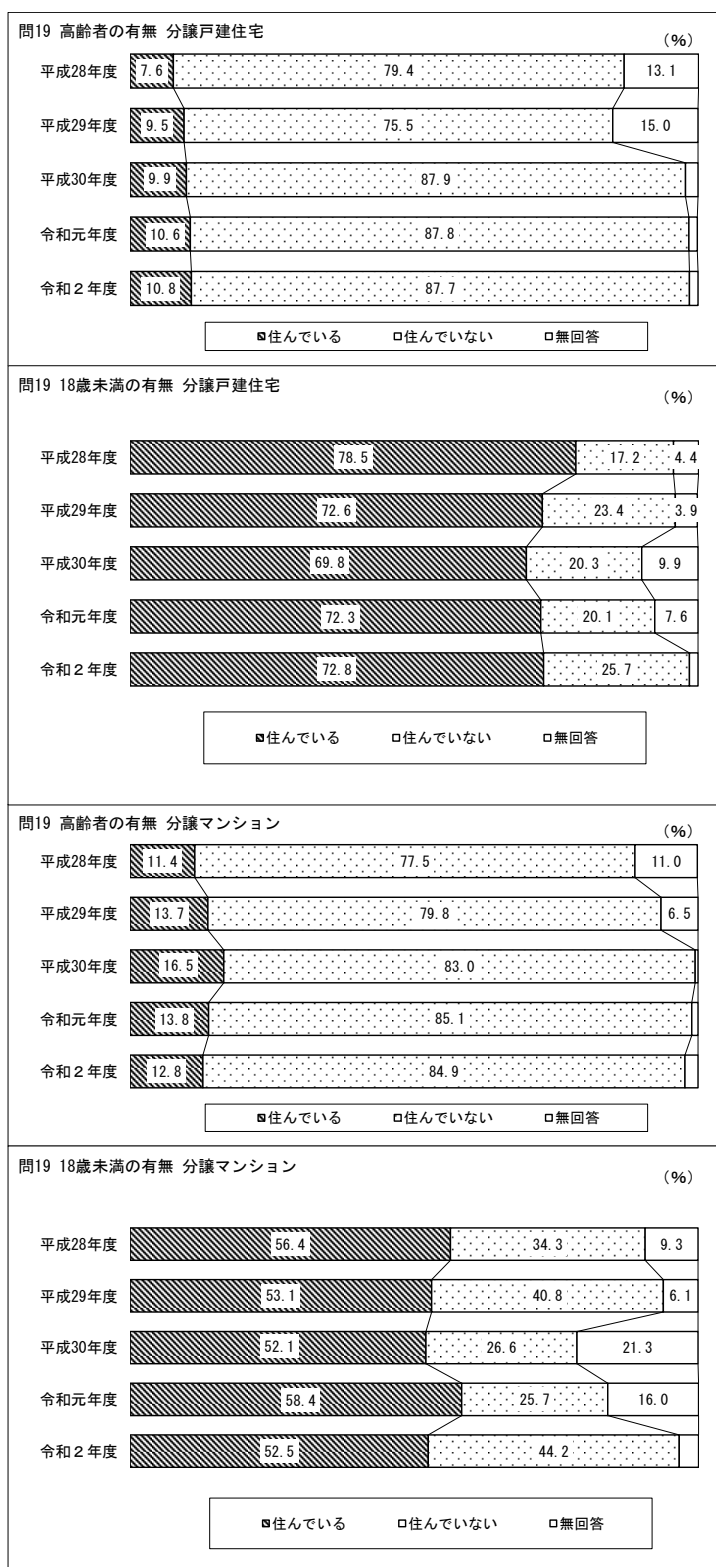 問19 高齢者の有無 分譲戸建住宅
(%)
平成28年度 7.6 79.4 13.1
平成29年度 9.5 75.5 15.0
平成30年度 9.9 87.9
令和元年度 10.6 87.8
令和2年度 10.8 87.7
住んでいる 住んでいない 無回答
問19 18歳未満の有無 分譲戸建住宅
(%)
平成28年度 78.5 17.2 4.4
平成29年度 72.6 23.4 3.9
平成30年度 69.8 20.3 9.9
令和元年度 72.3 20.1 7.6
令和2年度 72.8 25.7
住んでいる 住んでいない 無回答
問19 高齢者の有無 分譲マンション
(%)
平成28年度 11.4 77.5 11.0
平成29年度 13.7 79.8 6.5
平成30年度 16.5 83.0
令和元年度 13.8 85.1
令和2年度 12.8 84.9
住んでいる 住んでいない 無回答
問19 18歳未満の有無 分譲マンション
(%)
平成28年度 56.4 34.3 9.3
平成29年度 53.1 40.8 6.1
平成30年度 52.1 26.6 21.3
令和元年度 58.4 25.7 16.0
令和2年度 52.5 44.2
住んでいる 住んでいない 無回答